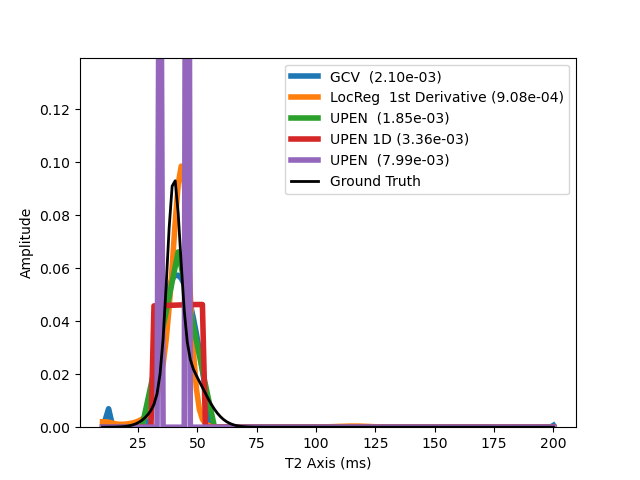 GCV  (2.10e-03)
LocReg  1st Derivative (9.08e-04)
UPEN  (1.85e-03)
UPEN 1D (3.36e-03)
UPEN  (7.99e-03)
Ground Truth
0.12
0.10
0.08
0.06
0.04
0.02
0.00
Amplitude
25 50 75 100 125 150 175 200
T2 Axis (ms)